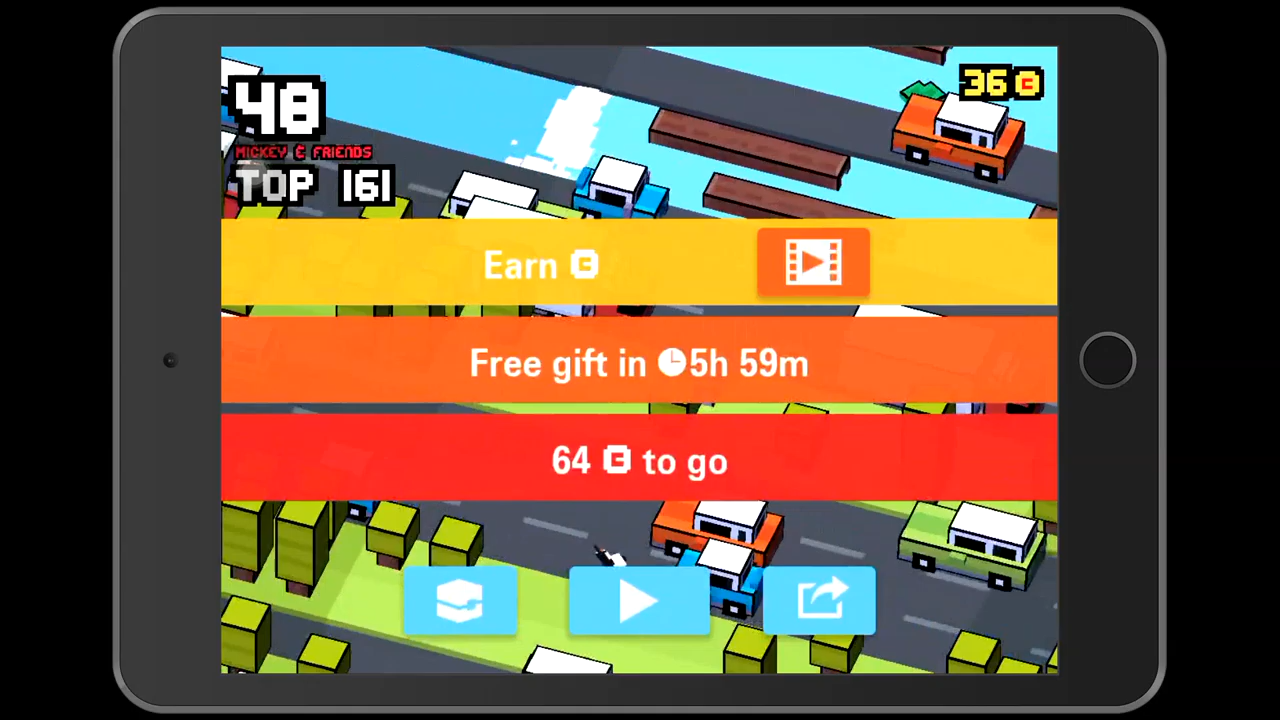 48
36 C
MICKEY & FRIENDS
TOP 161
Earn C
Free gift in 5h 59m
64 C to go